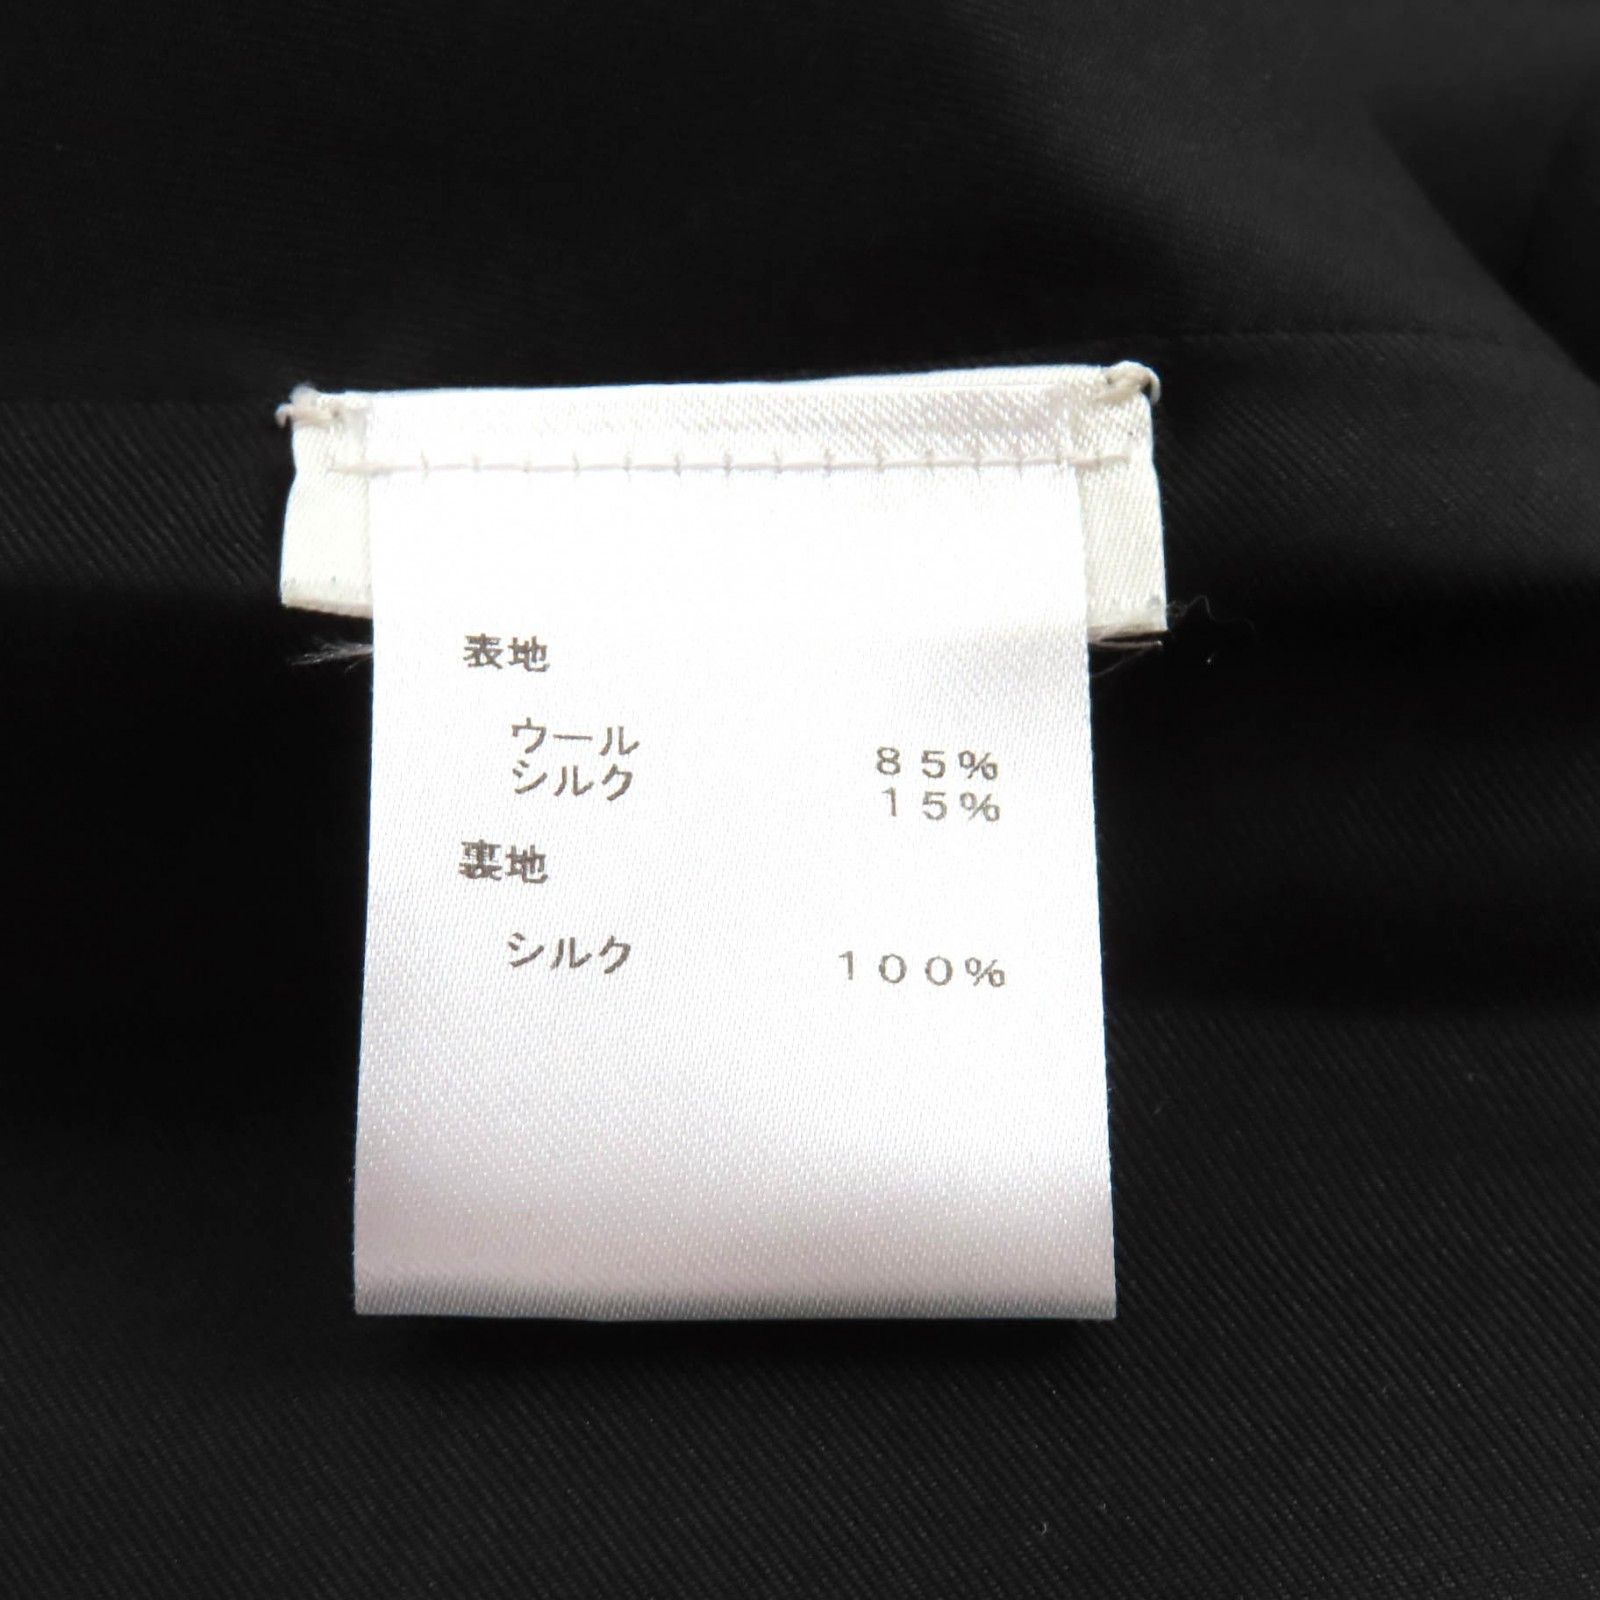 表地
ウール 85%
シルク 15%
裏地
シルク 100%